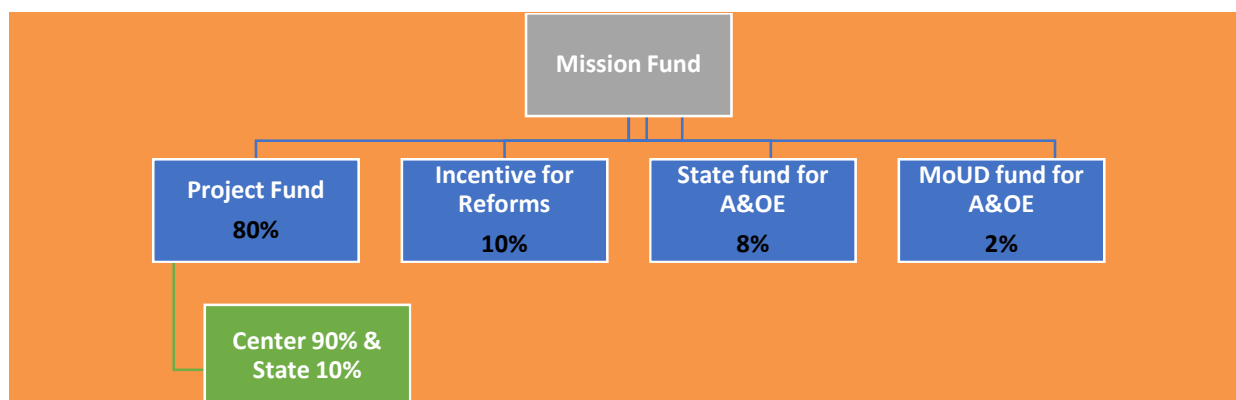 Mission Fund
Project Fund
80%
Incentive for
Reforms
10%
State fund for
A&OE
8%
MoUD fund for
A&OE
2%
Center 90% &
State 10%